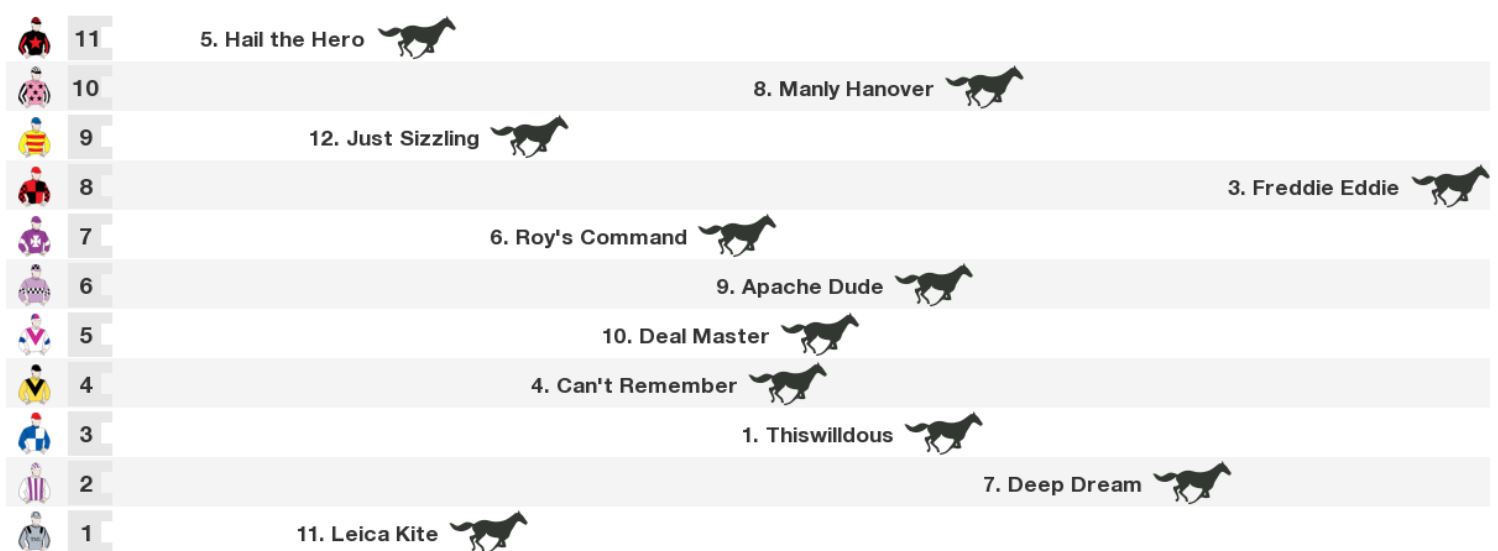 11 5. Hail the Hero
10 8. Manly Hanover
9 12. Just Sizzling
8 3. Freddie Eddie
7 6. Roy's Command
6 9. Apache Dude
5 10. Deal Master
4 4. Can't Remember
3 1. Thiswilldous
2 7. Deep Dream
1 11. Leica Kite